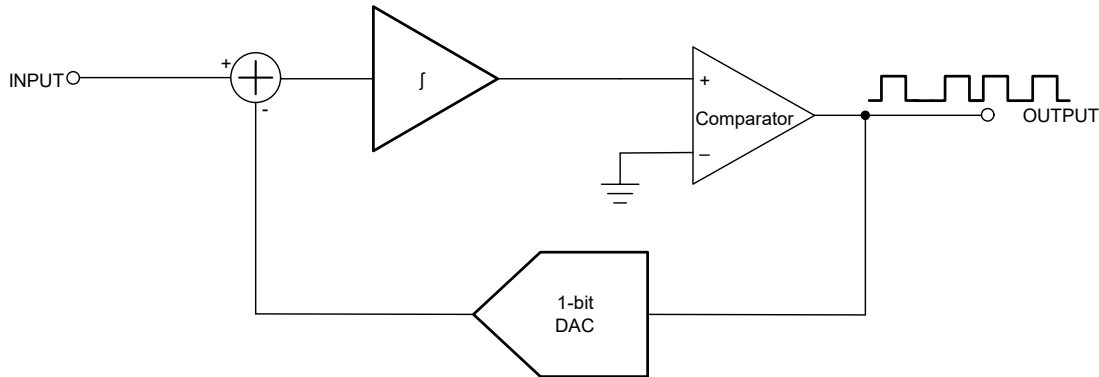 INPUT
+
-
∫
+
Comparator
–
OUTPUT
1-bit
DAC